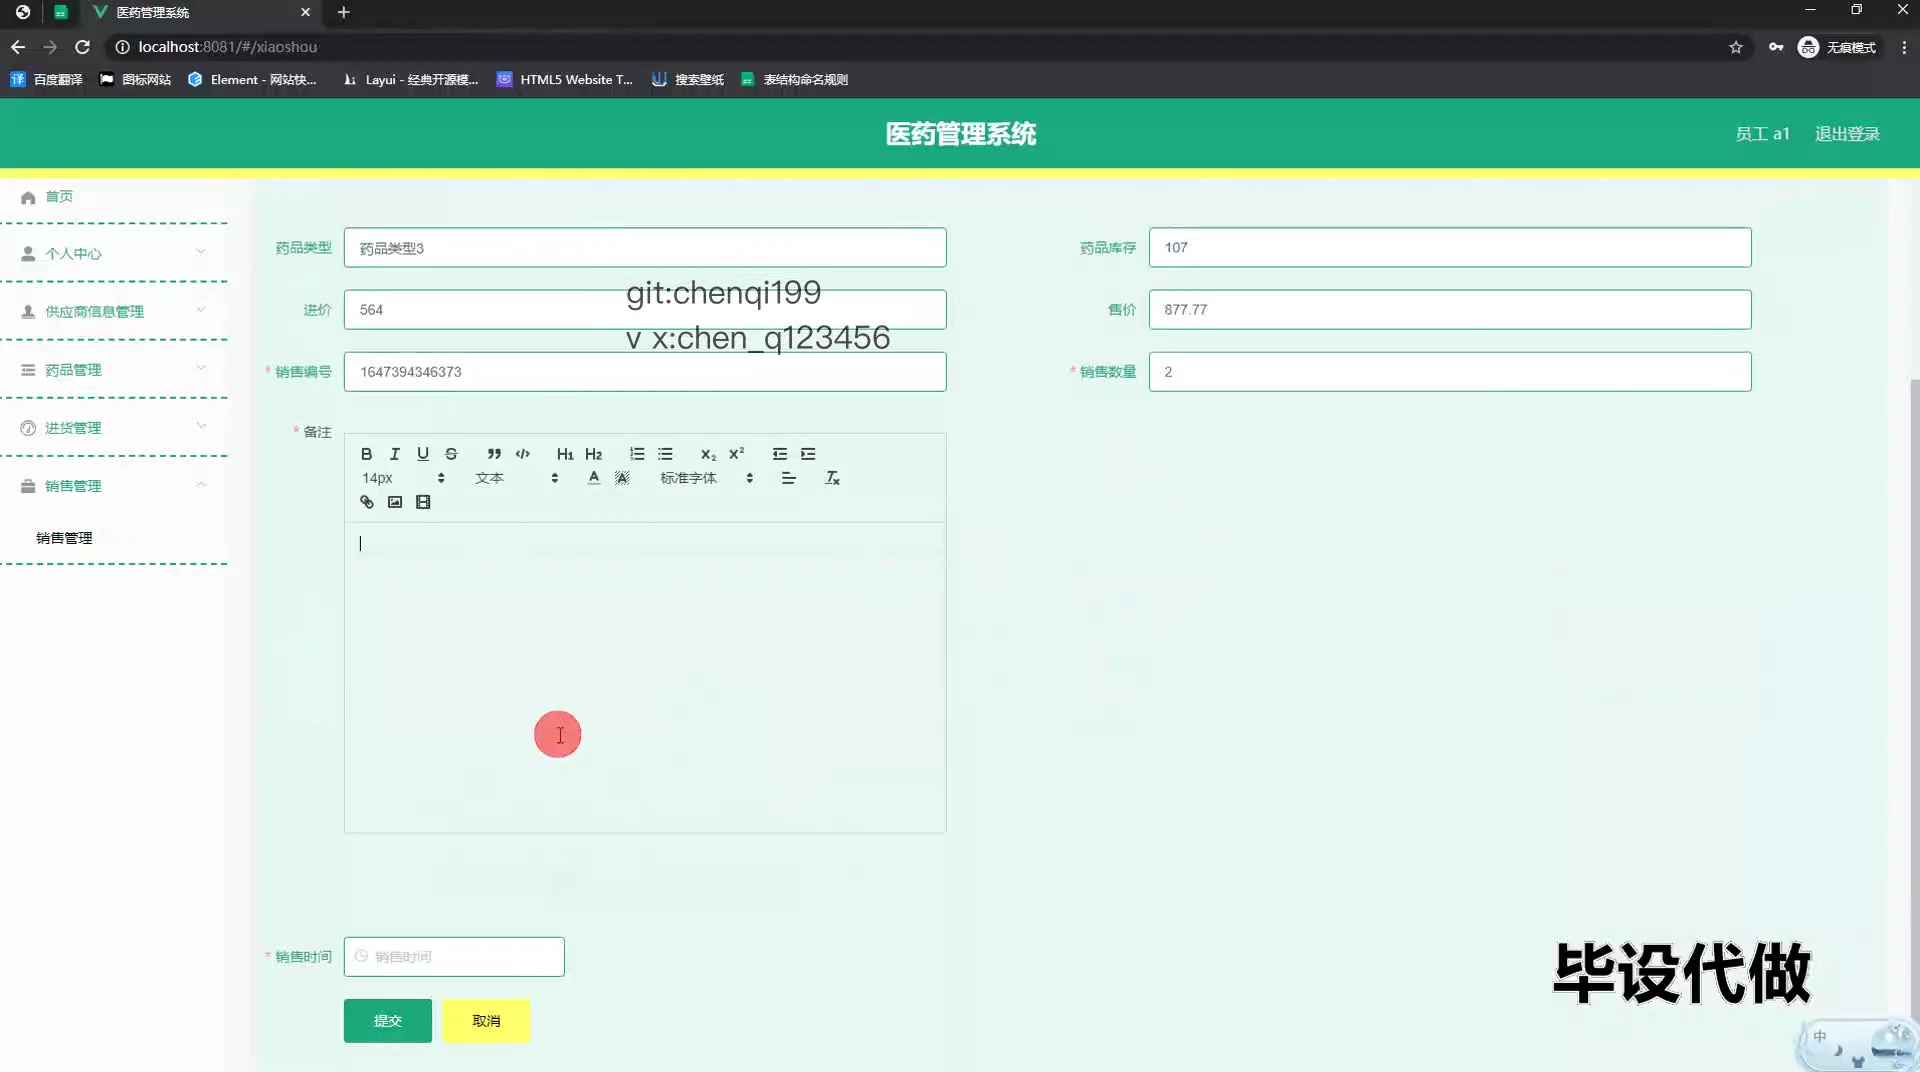 医药管理系统
localhost:8081/#/xiaoshou
无痕模式
百度翻译
图标网站
Element - 网站快...
Layui - 经典开源模...
HTML5 Website T...
搜索壁纸
表结构命名规则
医药管理系统
员工 a1
退出登录
首页
个人中心
供应商信息管理
药品管理
进货管理
销售管理
销售管理
药品类型
药品类型3
药品库存
107
进价
564
售价
877.77
git:chenqi199
v x:chen_q123456
* 销售编号
1647394346373
* 销售数量
2
* 备注
B I U S H1 H2 X2 X2
14px
文本
标准字体
* 销售时间
销售时间
提交
取消
毕设代做
中